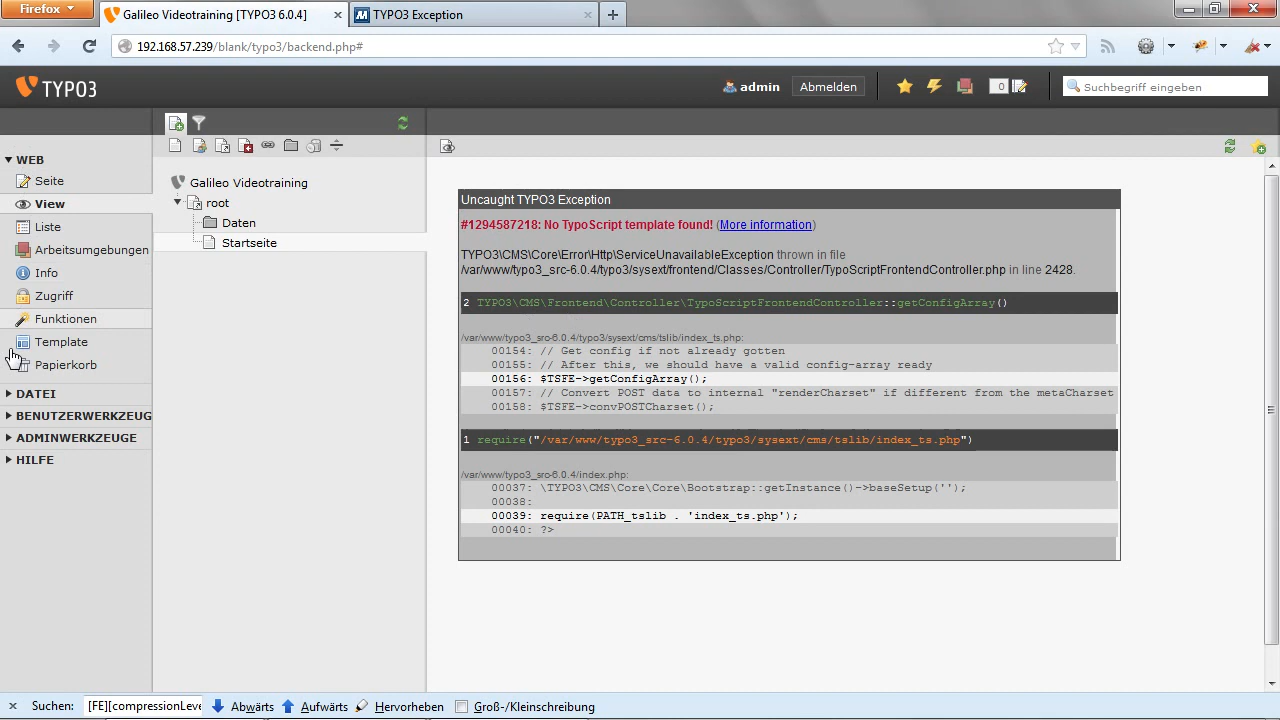 Firefox
Galileo Videotraining [TYPO3 6.0.4]
TYPO3 Exception
192.168.57.239/blank/typo3/backend.php#
TYPO3
admin
Abmelden
0
Suchbegriff eingeben
WEB
Seite
View
Liste
Arbeitsumgebungen
Info
Zugriff
Funktionen
Template
Papierkorb
DATEI
BENUTZERWERKZEUG
ADMINWERKZEUGE
HILFE
Galileo Videotraining
root
Daten
Startseite
Uncaught TYPO3 Exception
#1294587218: No TypoScript template found! (More information)
TYPO3\CMS\Core\Error\Http\ServiceUnavailableException thrown in file
/var/www/typo3_src-6.0.4/typo3/sysext/frontend/Classes/Controller/TypoScriptFrontendController.php in line 2428.
2 TYPO3\CMS\Frontend\Controller\TypoScriptFrontendController::getConfigArray()
/var/www/typo3_src-6.0.4/typo3/sysext/cms/tslib/index_ts.php:
00154: // Get config if not already gotten
00155: // After this, we should have a valid config-array ready
00156: $TSFE->getConfigArray();
00157: // Convert POST data to internal "renderCharset" if different from the metaCharset
00158: $TSFE->convPOSTCharset();
1 require("/var/www/typo3_src-6.0.4/typo3/sysext/cms/tslib/index_ts.php")
/var/www/typo3_src-6.0.4/index.php:
00037: \TYPO3\CMS\Core\Core\Bootstrap::getInstance()->baseSetup('');
00038:
00039: require(PATH_tslib . 'index_ts.php');
00040: ?>
Suchen:
[FE][compressionLeve
Abwärts
Aufwärts
Hervorheben
Groß-/Kleinschreibung